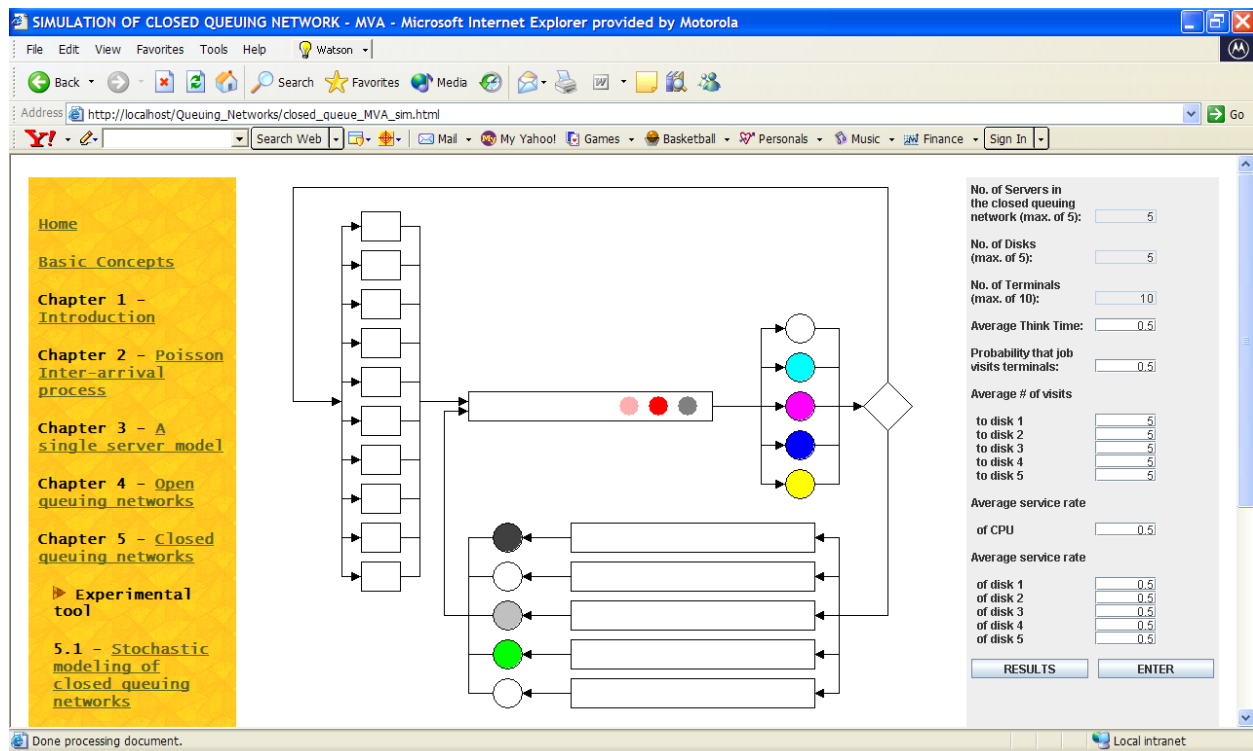 SIMULATION OF CLOSED QUEUING NETWORK - MVA - Microsoft Internet Explorer provided by Motorola
File Edit View Favorites Tools Help Watson
Back Search Favorites Media
Address http://localhost/Queuing_Networks/closed_queue_MVA_sim.html Go
Y! Search Web Mail My Yahoo! Games Basketball Personals Music Finance Sign In
Home
Basic Concepts
Chapter 1 -
Introduction
Chapter 2 - Poisson
Inter-arrival
process
Chapter 3 - A
single server model
Chapter 4 - Open
queuing networks
Chapter 5 - Closed
queuing networks
Experimental
tool
5.1 - Stochastic
modeling of
closed queuing
networks
No. of Servers in
the closed queuing
network (max. of 5): 5
No. of Disks
(max. of 5): 5
No. of Terminals
(max. of 10): 10
Average Think Time: 0.5
Probability that job
visits terminals: 0.5
Average # of visits
to disk 1 5
to disk 2 5
to disk 3 5
to disk 4 5
to disk 5 5
Average service rate
of CPU 0.5
Average service rate
of disk 1 0.5
of disk 2 0.5
of disk 3 0.5
of disk 4 0.5
of disk 5 0.5
RESULTS ENTER
Done processing document. Local intranet